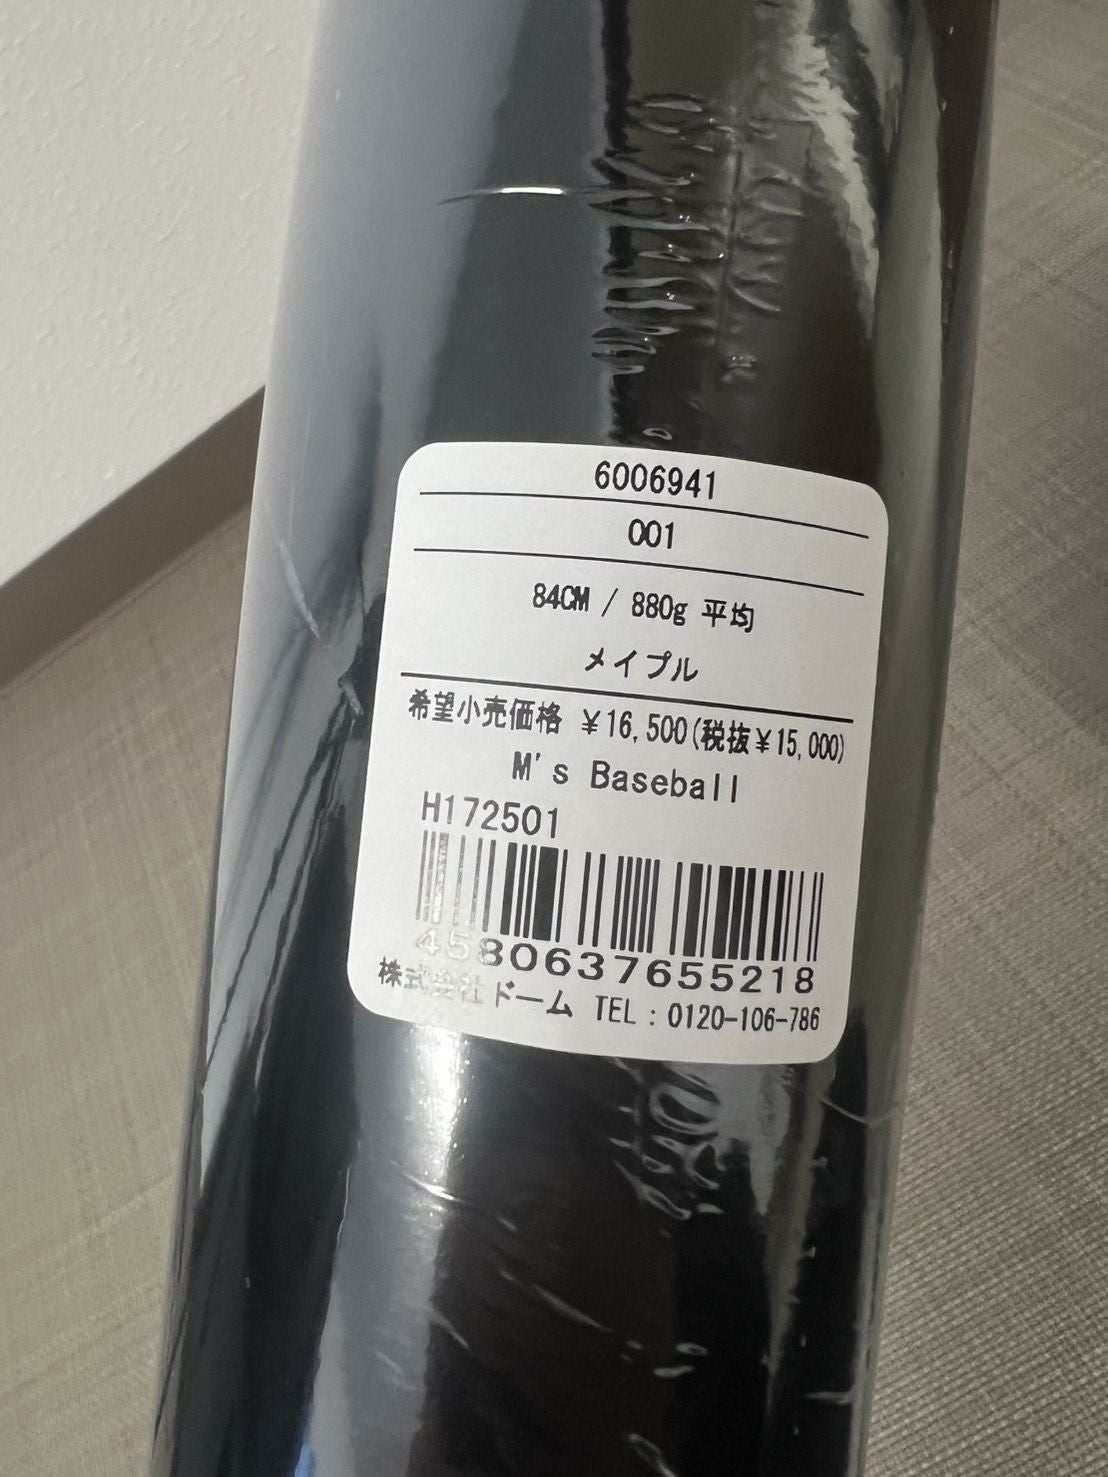 6006941
001
84CM / 880g 平均
メイプル
希望小売価格 ¥16,500(税抜¥15,000)
M's Baseball
H172501
4580637655218
株式会社ドーム TEL : 0120-106-786